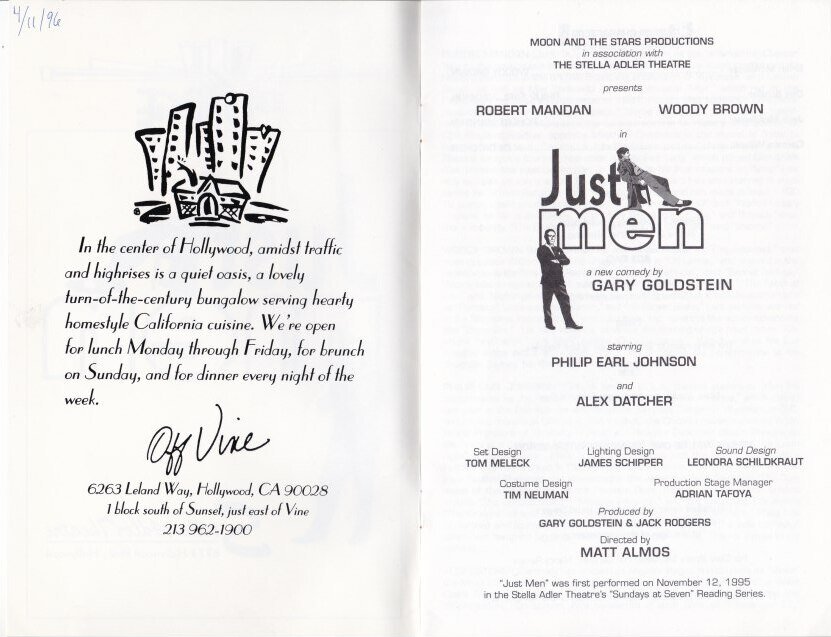 4/11/96
In the center of Hollywood, amidst traffic
and highrises is a quiet oasis, a lovely
turn-of-the-century bungalow serving hearty
homestyle California cuisine. We're open
for lunch Monday through Friday, for brunch
on Sunday, and for dinner every night of the
week.
Off Vine
6263 Leland Way, Hollywood, CA 90028
1 block south of Sunset, just east of Vine
213 962-1900
MOON AND THE STARS PRODUCTIONS
in association with
THE STELLA ADLER THEATRE
presents
ROBERT MANDAN WOODY BROWN
in
Just
men
a new comedy by
GARY GOLDSTEIN
starring
PHILIP EARL JOHNSON
and
ALEX DATCHER
Set Design Lighting Design Sound Design
TOM MELECK JAMES SCHIPPER LEONORA SCHILDKRAUT
Costume Design Production Stage Manager
TIM NEUMAN ADRIAN TAFOYA
Produced by
GARY GOLDSTEIN & JACK RODGERS
Directed by
MATT ALMOS
"Just Men" was first performed on November 12, 1995
in the Stella Adler Theatre's "Sundays at Seven" Reading Series.